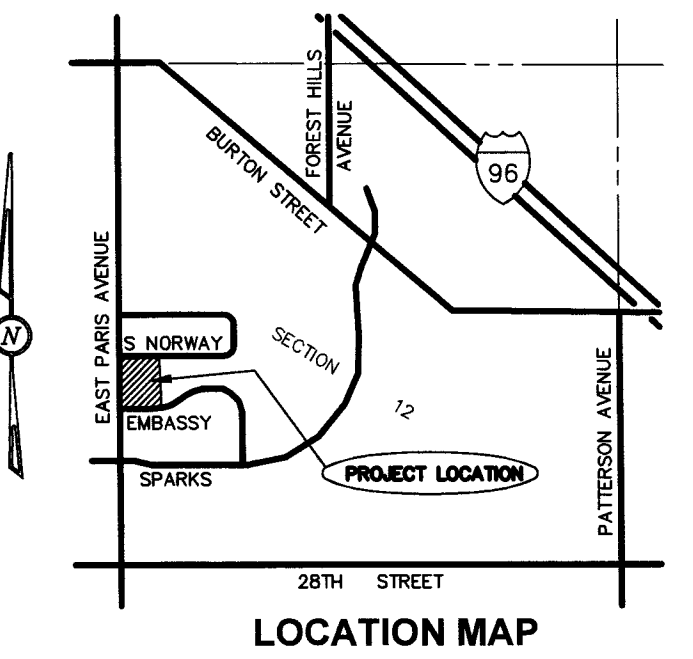 FOREST HILLS
AVENUE
BURTON STREET
96
N
EAST PARIS AVENUE
S NORWAY
SECTION
12
EMBASSY
PATTERSON AVENUE
PROJECT LOCATION
SPARKS
28TH STREET
LOCATION MAP